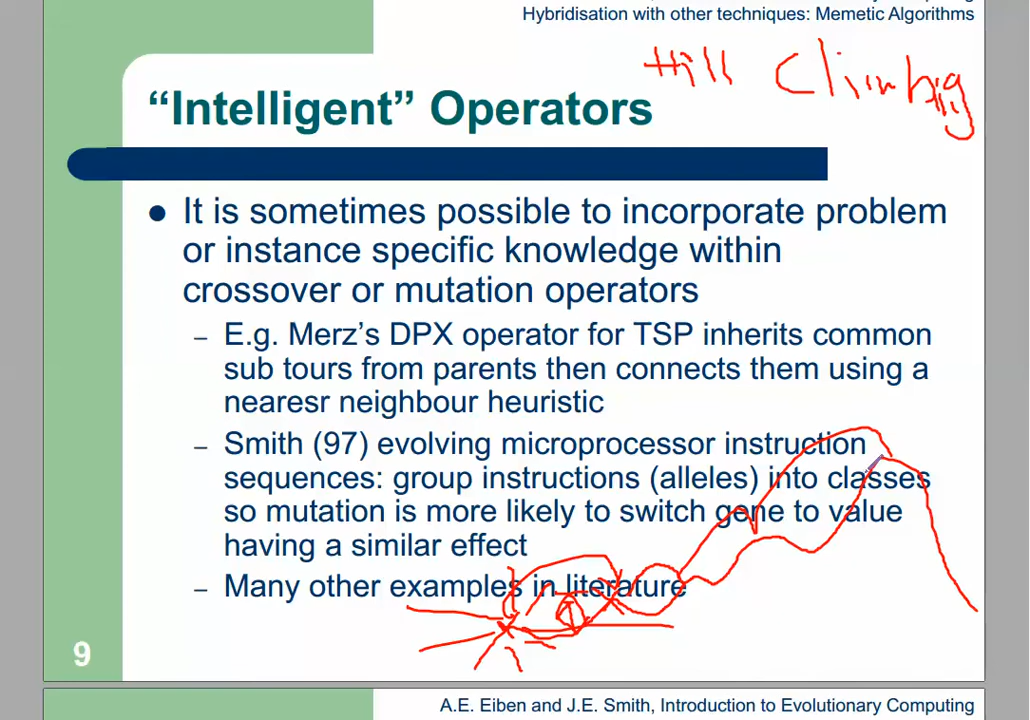 Hybridisation with other techniques: Memetic Algorithms
Hill Climbing
“Intelligent” Operators
● It is sometimes possible to incorporate problem
or instance specific knowledge within
crossover or mutation operators
– E.g. Merz’s DPX operator for TSP inherits common
sub tours from parents then connects them using a
nearesr neighbour heuristic
– Smith (97) evolving microprocessor instruction
sequences: group instructions (alleles) into classes
so mutation is more likely to switch gene to value
having a similar effect
– Many other examples in literature
9
A.E. Eiben and J.E. Smith, Introduction to Evolutionary Computing